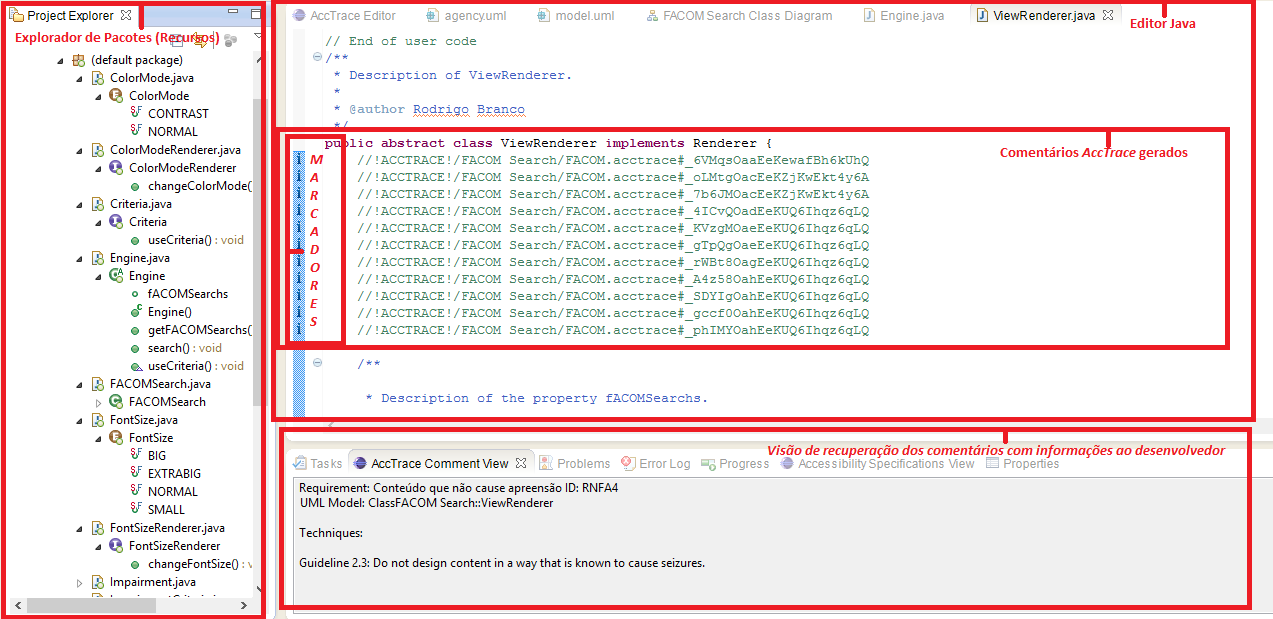 Project Explorer
Explorador de Pacotes (Recursos)
(default package)
ColorMode.java
ColorMode
CONTRAST
NORMAL
ColorModeRenderer.java
ColorModeRenderer
changeColorMode(
Criteria.java
Criteria
useCriteria() : void
Engine.java
Engine
fACOMSearchs
Engine()
getFACOMSearchs(
search() : void
useCriteria() : void
FACOMSearch.java
FACOMSearch
FontSize.java
FontSize
BIG
EXTRABIG
NORMAL
SMALL
FontSizeRenderer.java
FontSizeRenderer
changeFontSize() : v
Impairment.java
AccTrace Editor agency.uml model.uml FACOM Search Class Diagram Engine.java ViewRenderer.java
Editor Java
// End of user code
/**
* Description of ViewRenderer.
*
* @author Rodrigo Branco
*/
public abstract class ViewRenderer implements Renderer {
Comentários AccTrace gerados
MARCADORES
//!ACCTRACE!/FACOM Search/FACOM.acctrace#_6VMqsOaaEeKewafBh6kUhQ
//!ACCTRACE!/FACOM Search/FACOM.acctrace#_oLMtgOacEeKZjKwEkt4y6A
//!ACCTRACE!/FACOM Search/FACOM.acctrace#_7b6JMOacEeKZjKwEkt4y6A
//!ACCTRACE!/FACOM Search/FACOM.acctrace#_4ICvQOadEeKUQ6Ihqz6qLQ
//!ACCTRACE!/FACOM Search/FACOM.acctrace#_KVzgMOaeEeKUQ6Ihqz6qLQ
//!ACCTRACE!/FACOM Search/FACOM.acctrace#_gTpQgOaeEeKUQ6Ihqz6qLQ
//!ACCTRACE!/FACOM Search/FACOM.acctrace#_rWBt8OagEeKUQ6Ihqz6qLQ
//!ACCTRACE!/FACOM Search/FACOM.acctrace#_A4z58OahEeKUQ6Ihqz6qLQ
//!ACCTRACE!/FACOM Search/FACOM.acctrace#_SDYIgOahEeKUQ6Ihqz6qLQ
//!ACCTRACE!/FACOM Search/FACOM.acctrace#_gccf0OahEeKUQ6Ihqz6qLQ
//!ACCTRACE!/FACOM Search/FACOM.acctrace#_phIMYOahEeKUQ6Ihqz6qLQ
/**
* Description of the property fACOMSearchs.
Visão de recuperação dos comentários com informações ao desenvolvedor
Tasks AccTrace Comment View Problems Error Log Progress Accessibility Specifications View Properties
Requirement: Conteúdo que não cause apreensão ID: RNFA4
UML Model: ClassFACOM Search::ViewRenderer
Techniques:
Guideline 2.3: Do not design content in a way that is known to cause seizures.